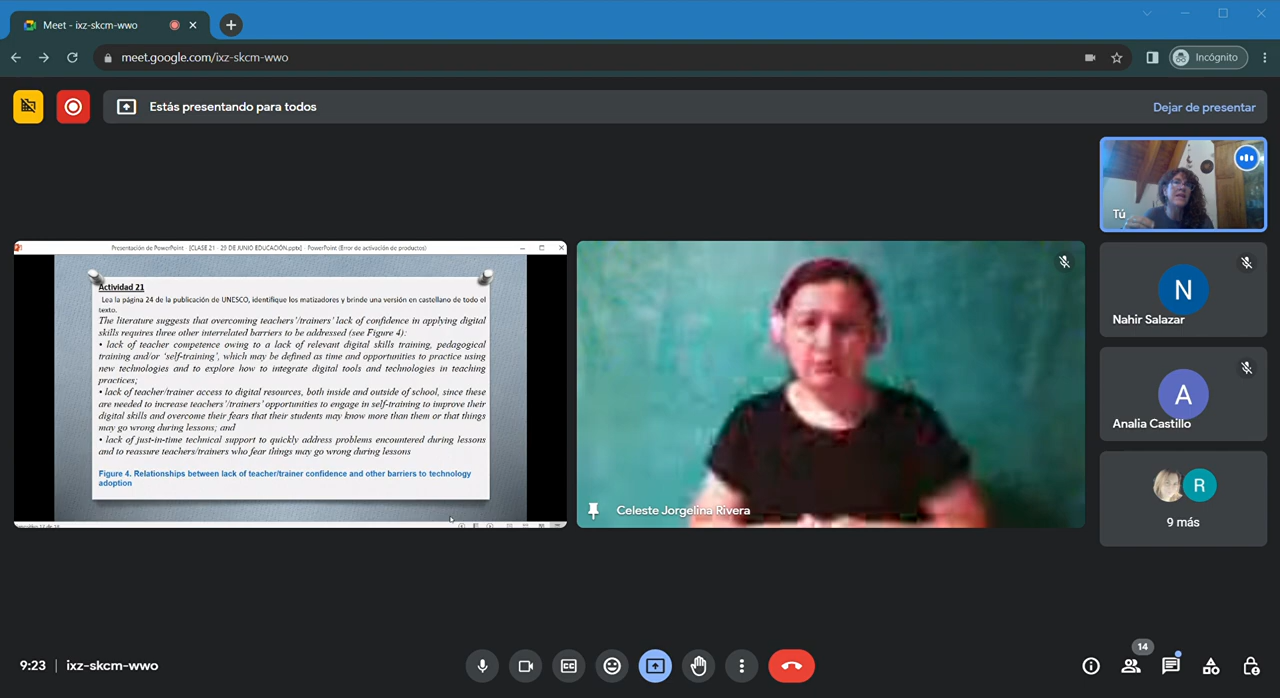 Meet - ixz-skcm-wwo
meet.google.com/ixz-skcm-wwo
Incógnito
Estás presentando para todos
Dejar de presentar
Tú
Presentación de PowerPoint - [CLASE 21 - 29 DE JUNIO EDUCACIÓN.pptx] - PowerPoint (Error de activación de productos)
Actividad 21
Lea la página 24 de la publicación de UNESCO, identifique los matizadores y brinde una versión en castellano de todo el
texto.
The literature suggests that overcoming teachers'/trainers' lack of confidence in applying digital
skills requires three other interrelated barriers to be addressed (see Figure 4):
• lack of teacher competence owing to a lack of relevant digital skills training, pedagogical
training and/or 'self-training', which may be defined as time and opportunities to practice using
new technologies and to explore how to integrate digital tools and technologies in teaching
practices;
• lack of teacher/trainer access to digital resources, both inside and outside of school, since these
are needed to increase teachers'/trainers' opportunities to engage in self-training to improve their
digital skills and overcome their fears that their students may know more than them or that things
may go wrong during lessons; and
• lack of just-in-time technical support to quickly address problems encountered during lessons
and to reassure teachers/trainers who fear things may go wrong during lessons
Figure 4. Relationships between lack of teacher/trainer confidence and other barriers to technology
adoption
Celeste Jorgelina Rivera
N
Nahir Salazar
A
Analia Castillo
R
9 más
9:23 | ixz-skcm-wwo
14